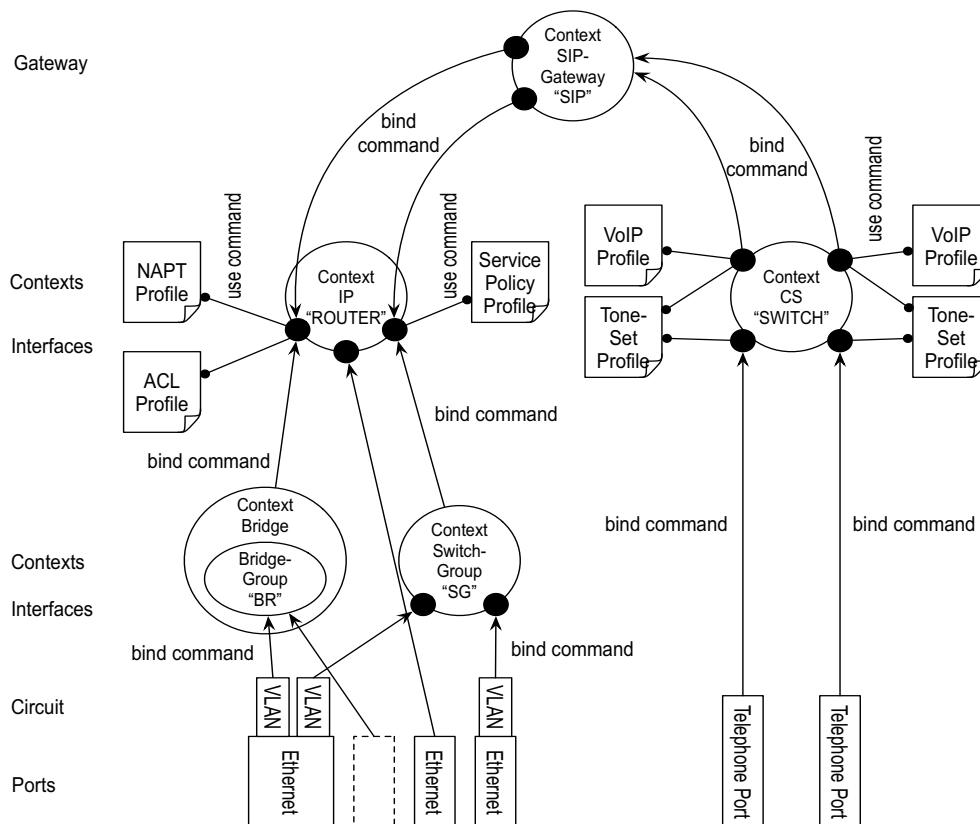 Context
SIP-
Gateway
“SIP”
Gateway
bind
command
bind
command
use command
use command
use command
NAPT
Profile
Context
IP
“ROUTER”
Service
Policy
Profile
VoIP
Profile
Context
CS
“SWITCH”
VoIP
Profile
Contexts
Interfaces
ACL
Profile
Tone-
Set
Profile
Tone-
Set
Profile
bind command
bind command
Context
Bridge
Bridge-
Group
“BR”
Context
Switch-
Group
“SG”
bind command
bind command
Contexts
Interfaces
bind command
bind command
Circuit
VLAN
VLAN
VLAN
Ports
Ethernet
Ethernet
Ethernet
Telephone Port
Telephone Port